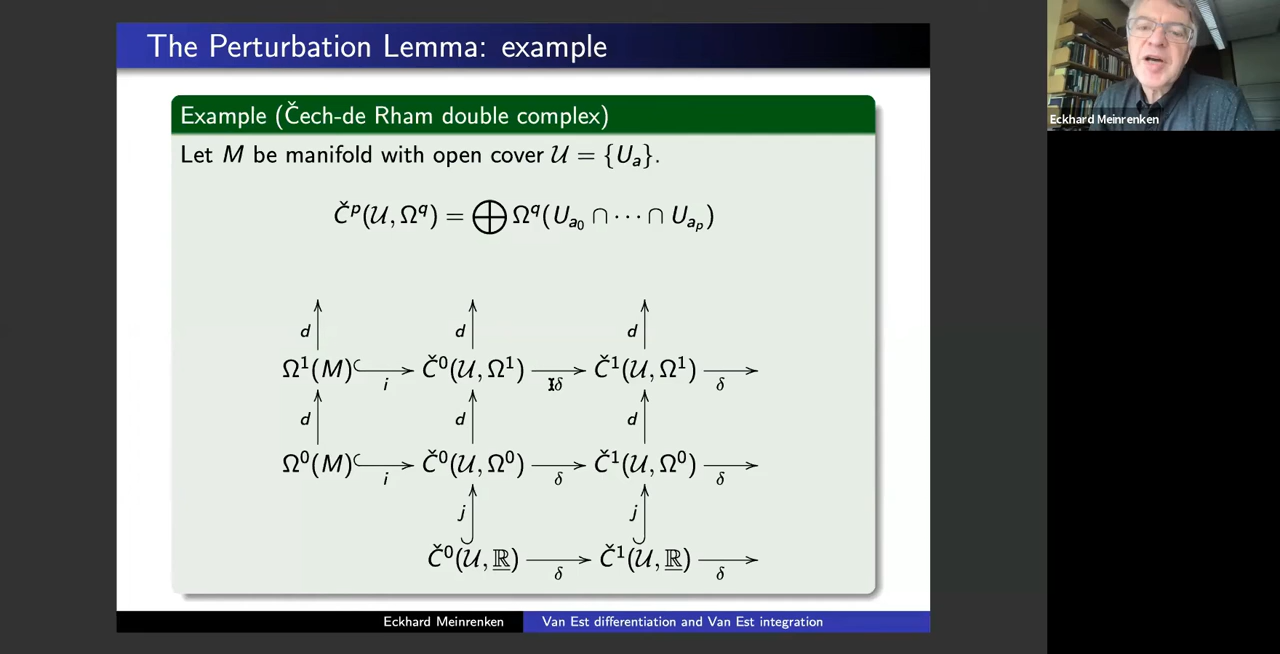 The Perturbation Lemma: example
Eckhard Meinrenken
Example (Čech-de Rham double complex)
Let M be manifold with open cover 𝒰 = {U_a}.
Č^p(𝒰, Ω^q) = ⊕ Ω^q(U_{a_0} ∩ ··· ∩ U_{a_p})
d d d
Ω^1(M) i Č^0(𝒰, Ω^1) δ Č^1(𝒰, Ω^1) δ
d d d
Ω^0(M) i Č^0(𝒰, Ω^0) δ Č^1(𝒰, Ω^0) δ
j j
Č^0(𝒰, ℝ) δ Č^1(𝒰, ℝ) δ
Eckhard Meinrenken Van Est differentiation and Van Est integration